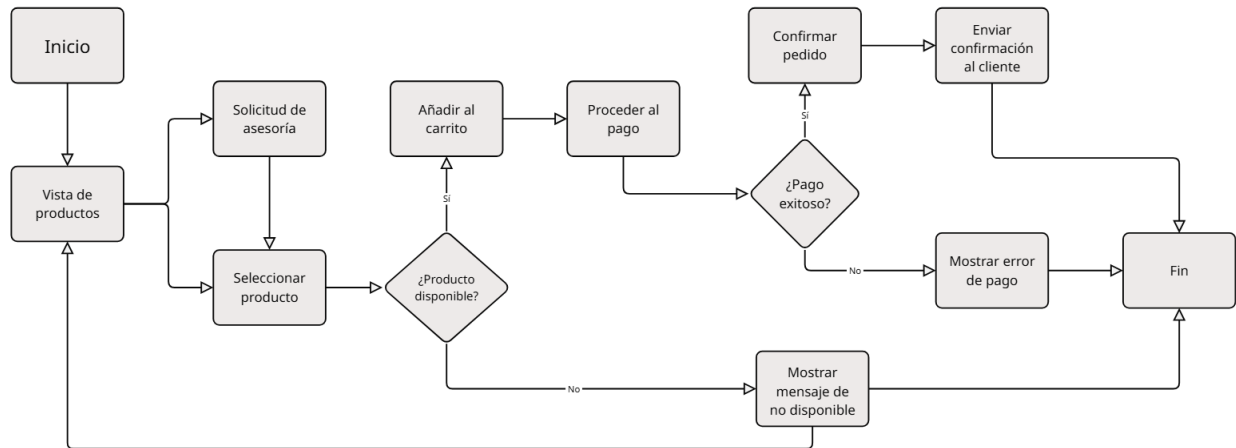 Inicio
Vista de
productos
Solicitud de
asesoría
Seleccionar
producto
¿Producto
disponible?
Sí
No
Añadir al
carrito
Proceder al
pago
¿Pago
exitoso?
Sí
No
Confirmar
pedido
Enviar
confirmación
al cliente
Mostrar error
de pago
Mostrar
mensaje de
no disponible
Fin